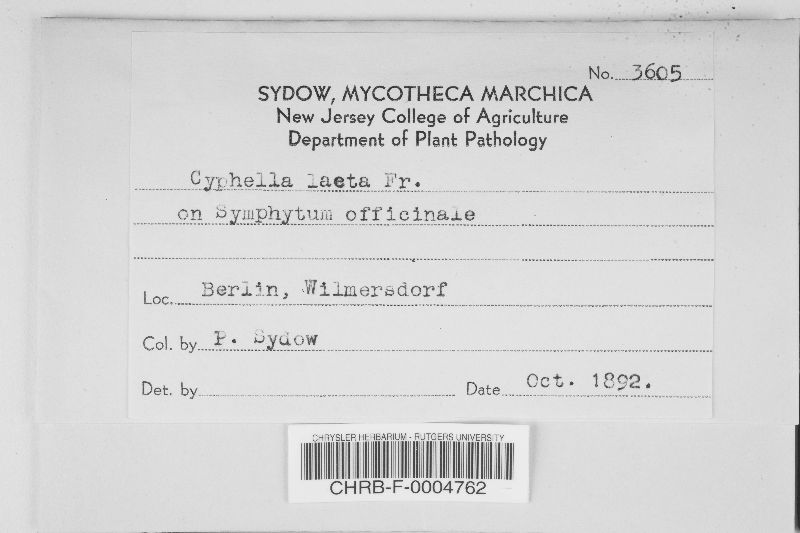 No. 3605
SYDOW, MYCOTHECA MARCHICA
New Jersey College of Agriculture
Department of Plant Pathology
Cyphella laeta Fr.
on Symphytum officinale
Loc. Berlin, Wilmersdorf
Col. by P. Sydow
Det. by
Date Oct. 1892.
CHRYSLER HERBARIUM - RUTGERS UNIVERSITY
CHRB-F-0004762